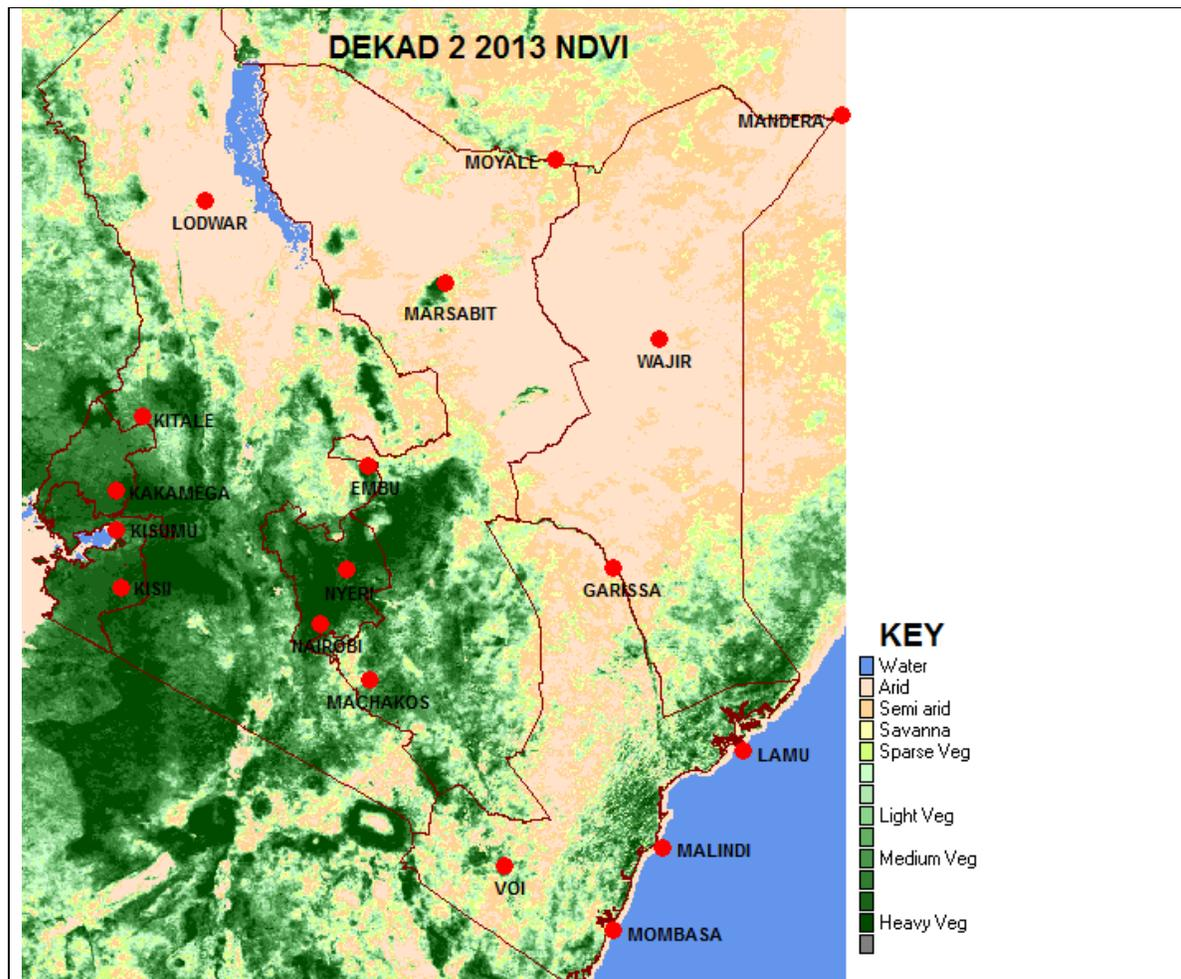 DEKAD 2 2013 NDVI
MANDERA
MOYALE
LODWAR
MARSABIT
WAJIR
KITALE
EMBU
KAKAMEGA
KISUMU
KISII
NYERI
GARISSA
NAIROBI
MACHAKOS
LAMU
MALINDI
VOI
MOMBASA
KEY
Water
Arid
Semi arid
Savanna
Sparse Veg
Light Veg
Medium Veg
Heavy Veg